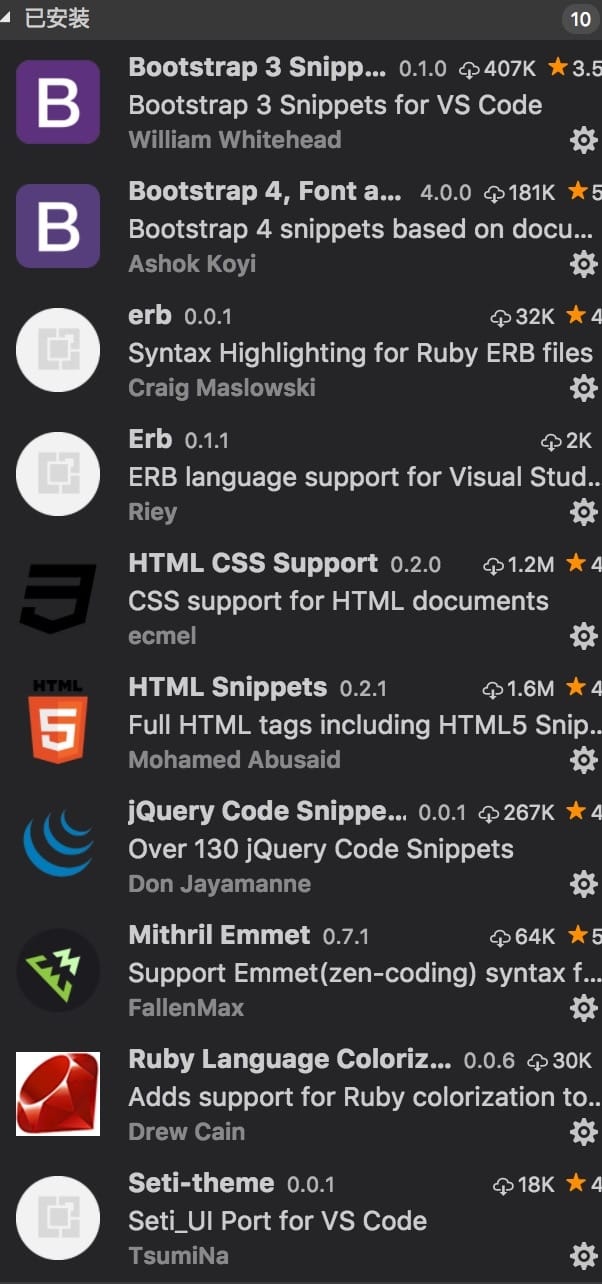 已安装 10
Bootstrap 3 Snipp... 0.1.0 407K 3.5
Bootstrap 3 Snippets for VS Code
William Whitehead
Bootstrap 4, Font a... 4.0.0 181K 5
Bootstrap 4 snippets based on docu...
Ashok Koyi
erb 0.0.1 32K 4
Syntax Highlighting for Ruby ERB files
Craig Maslowski
Erb 0.1.1 2K
ERB language support for Visual Stud...
Riey
HTML CSS Support 0.2.0 1.2M 4
CSS support for HTML documents
ecmel
HTML
HTML Snippets 0.2.1 1.6M 4
Full HTML tags including HTML5 Snip...
Mohamed Abusaid
jQuery Code Snippe... 0.0.1 267K 4
Over 130 jQuery Code Snippets
Don Jayamanne
Mithril Emmet 0.7.1 64K 5
Support Emmet(zen-coding) syntax f...
FallenMax
Ruby Language Coloriz... 0.0.6 30K
Adds support for Ruby colorization to...
Drew Cain
Seti-theme 0.0.1 18K 4
Seti_UI Port for VS Code
TsumiNa